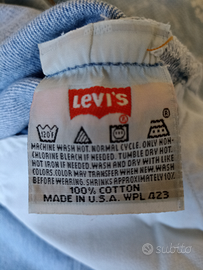 LEVI'S
MACHINE WASH HOT. NORMAL CYCLE. ONLY NON-
CHLORINE BLEACH IF NEEDED. TUMBLE DRY HOT.
HOT IRON IF NEEDED. WASH AND DRY WITH LIKE
COLORS. COLOR MAY TRANSFER WHEN NEW. WASH
BEFORE WEARING. SHRINKS APPROXIMATELY 10%.
100% COTTON
MADE IN U.S.A. WPL 423
subito